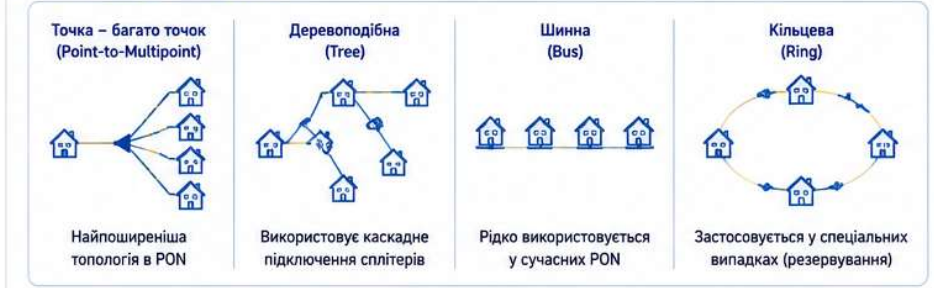 Точка – багато точок
(Point-to-Multipoint)
Деревоподібна
(Tree)
Шинна
(Bus)
Кільцева
(Ring)
Найпоширеніша
топологія в PON
Використовує каскадне
підключення сплітерів
Рідко використовується
у сучасних PON
Застосовується у спеціальних
випадках (резервування)